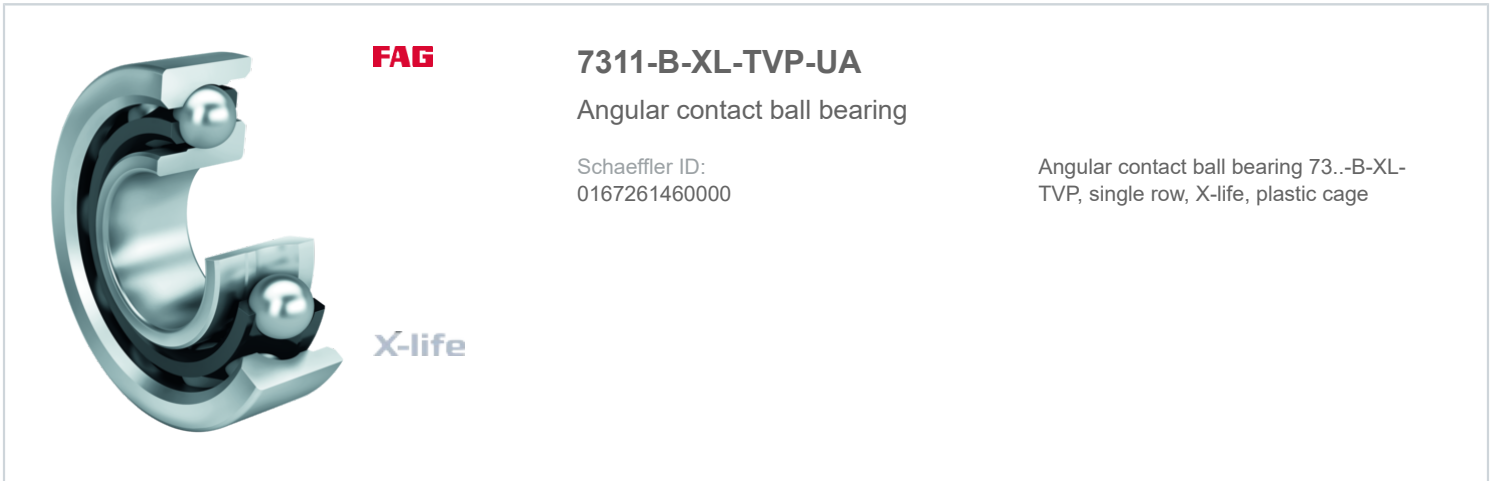 FAG
7311-B-XL-TVP-UA
Angular contact ball bearing
Schaeffler ID:
0167261460000
Angular contact ball bearing 73..-B-XL-
TVP, single row, X-life, plastic cage
X-life